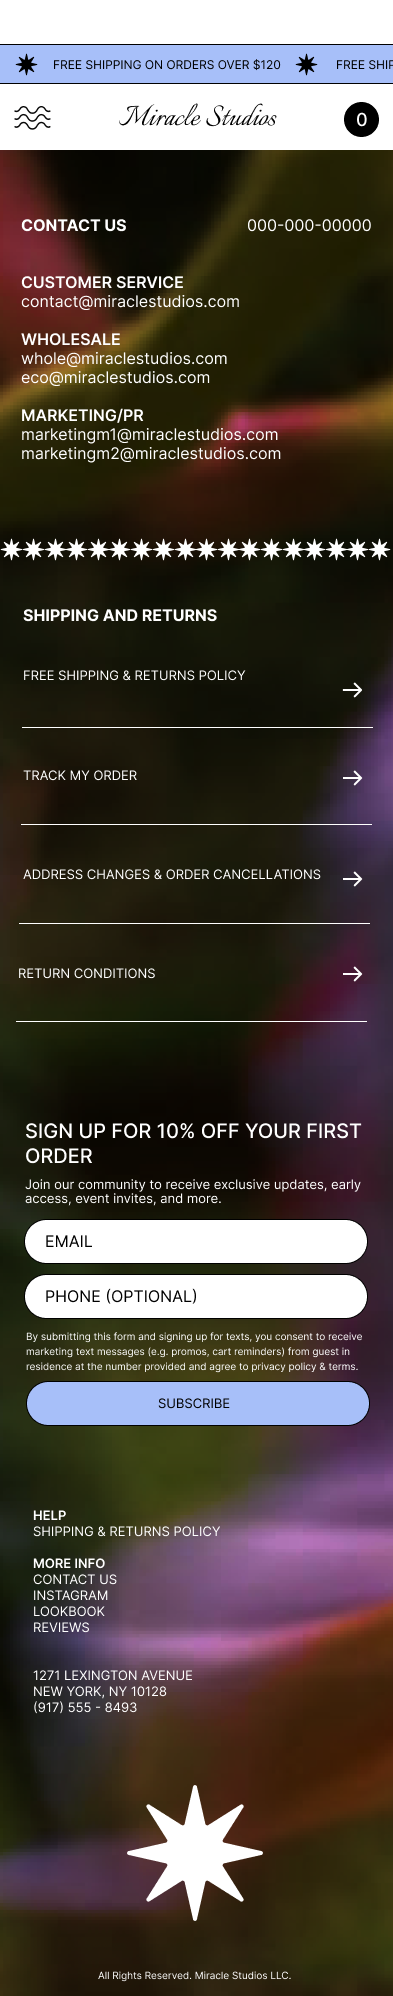 FREE SHIPPING ON ORDERS OVER $120 FREE SHIP
Miracle Studios
0
CONTACT US 000-000-00000
CUSTOMER SERVICE
contact@miraclestudios.com
WHOLESALE
whole@miraclestudios.com
eco@miraclestudios.com
MARKETING/PR
marketingm1@miraclestudios.com
marketingm2@miraclestudios.com
SHIPPING AND RETURNS
FREE SHIPPING & RETURNS POLICY
TRACK MY ORDER
ADDRESS CHANGES & ORDER CANCELLATIONS
RETURN CONDITIONS
SIGN UP FOR 10% OFF YOUR FIRST
ORDER
Join our community to receive exclusive updates, early
access, event invites, and more.
EMAIL
PHONE (OPTIONAL)
By submitting this form and signing up for texts, you consent to receive
marketing text messages (e.g. promos, cart reminders) from guest in
residence at the number provided and agree to privacy policy & terms.
SUBSCRIBE
HELP
SHIPPING & RETURNS POLICY
MORE INFO
CONTACT US
INSTAGRAM
LOOKBOOK
REVIEWS
1271 LEXINGTON AVENUE
NEW YORK, NY 10128
(917) 555 - 8493
All Rights Reserved. Miracle Studios LLC.